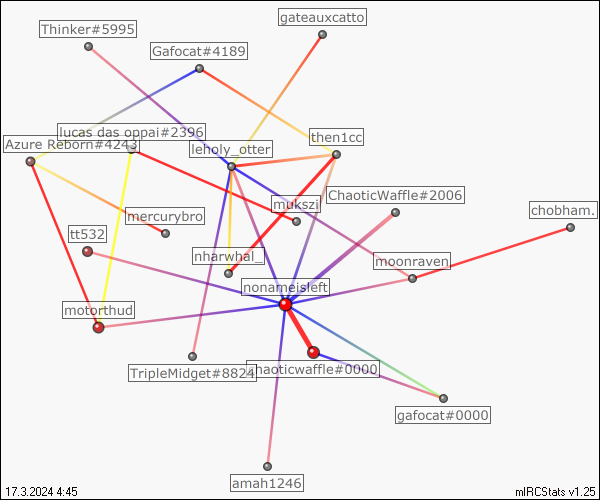 gateauxcatto
Thinker#5995
Gafocat#4189
lucas das oppai#2396
then1cc
Azure Reborn#4243
leholy_otter
ChaoticWaffle#2006
mukszi
chobham.
mercurybro
tt532
nharwhal_
moonraven
nonameisleft
motorthud
TripleMidget#8824
chaoticwaffle#0000
gafocat#0000
amah1246
17.3.2024 4:45
mIRCStats v1.25